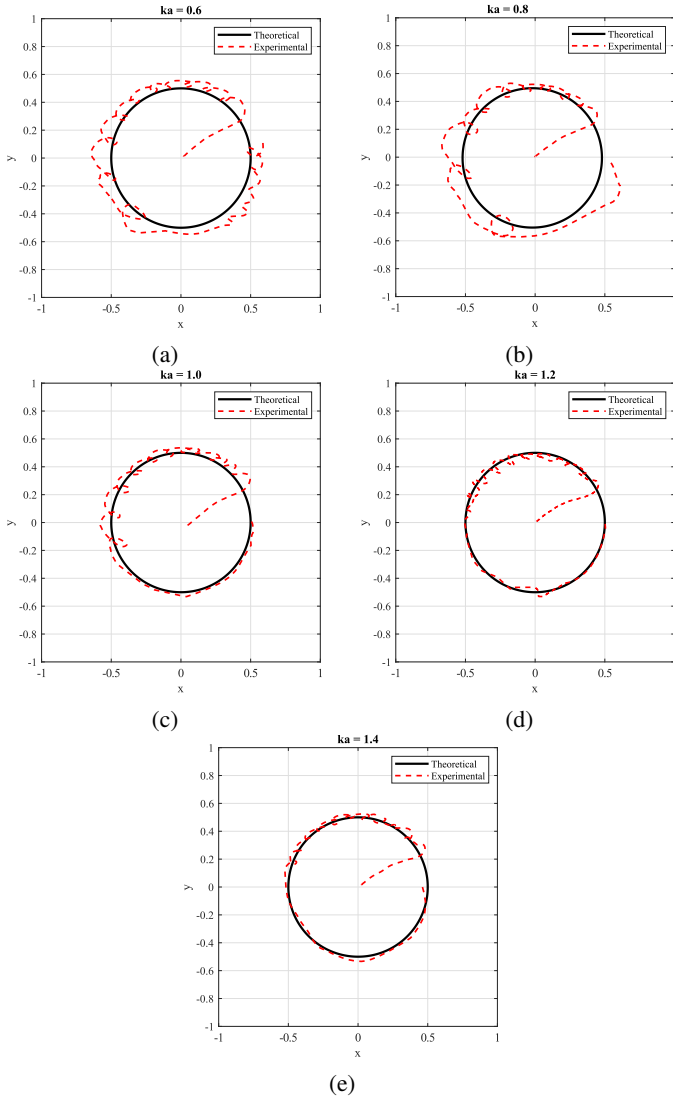 ka = 0.6
1
Theoretical
0.8
Experimental
0.6
0.4
0.2
y
0
-0.2
-0.4
-0.6
-0.8
-1
-1 -0.5 0 0.5 1
x
(a)
ka = 0.8
1
Theoretical
0.8
Experimental
0.6
0.4
0.2
y
0
-0.2
-0.4
-0.6
-0.8
-1
-1 -0.5 0 0.5
x
(b)
ka = 1.0
1
Theoretical
0.8
Experimental
0.6
0.4
0.2
y
0
-0.2
-0.4
-0.6
-0.8
-1
-1 -0.5 0 0.5 1
x
(c)
ka = 1.2
1
Theoretical
0.8
Experimental
0.6
0.4
0.2
y
0
-0.2
-0.4
-0.6
-0.8
-1
-1 -0.5 0 0.5
x
(d)
ka = 1.4
1
Theoretical
0.8
Experimental
0.6
0.4
0.2
y
0
-0.2
-0.4
-0.6
-0.8
-1
-1 -0.5 0 0.5 1
x
(e)